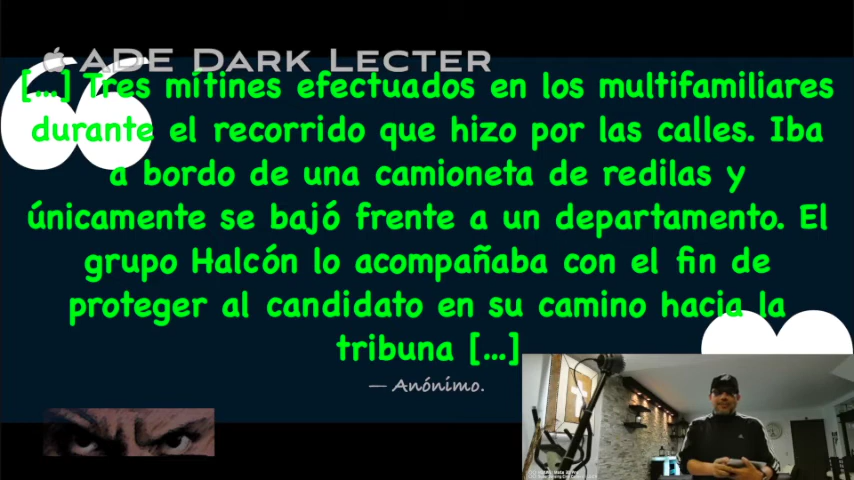 ADE DARK LECTER
[...] Tres mítines efectuados en los multifamiliares
durante el recorrido que hizo por las calles. Iba
a bordo de una camioneta de redilas y
únicamente se bajó frente a un departamento. El
grupo Halcón lo acompañaba con el fin de
proteger al candidato en su camino hacia la
tribuna [...]
— Anónimo.